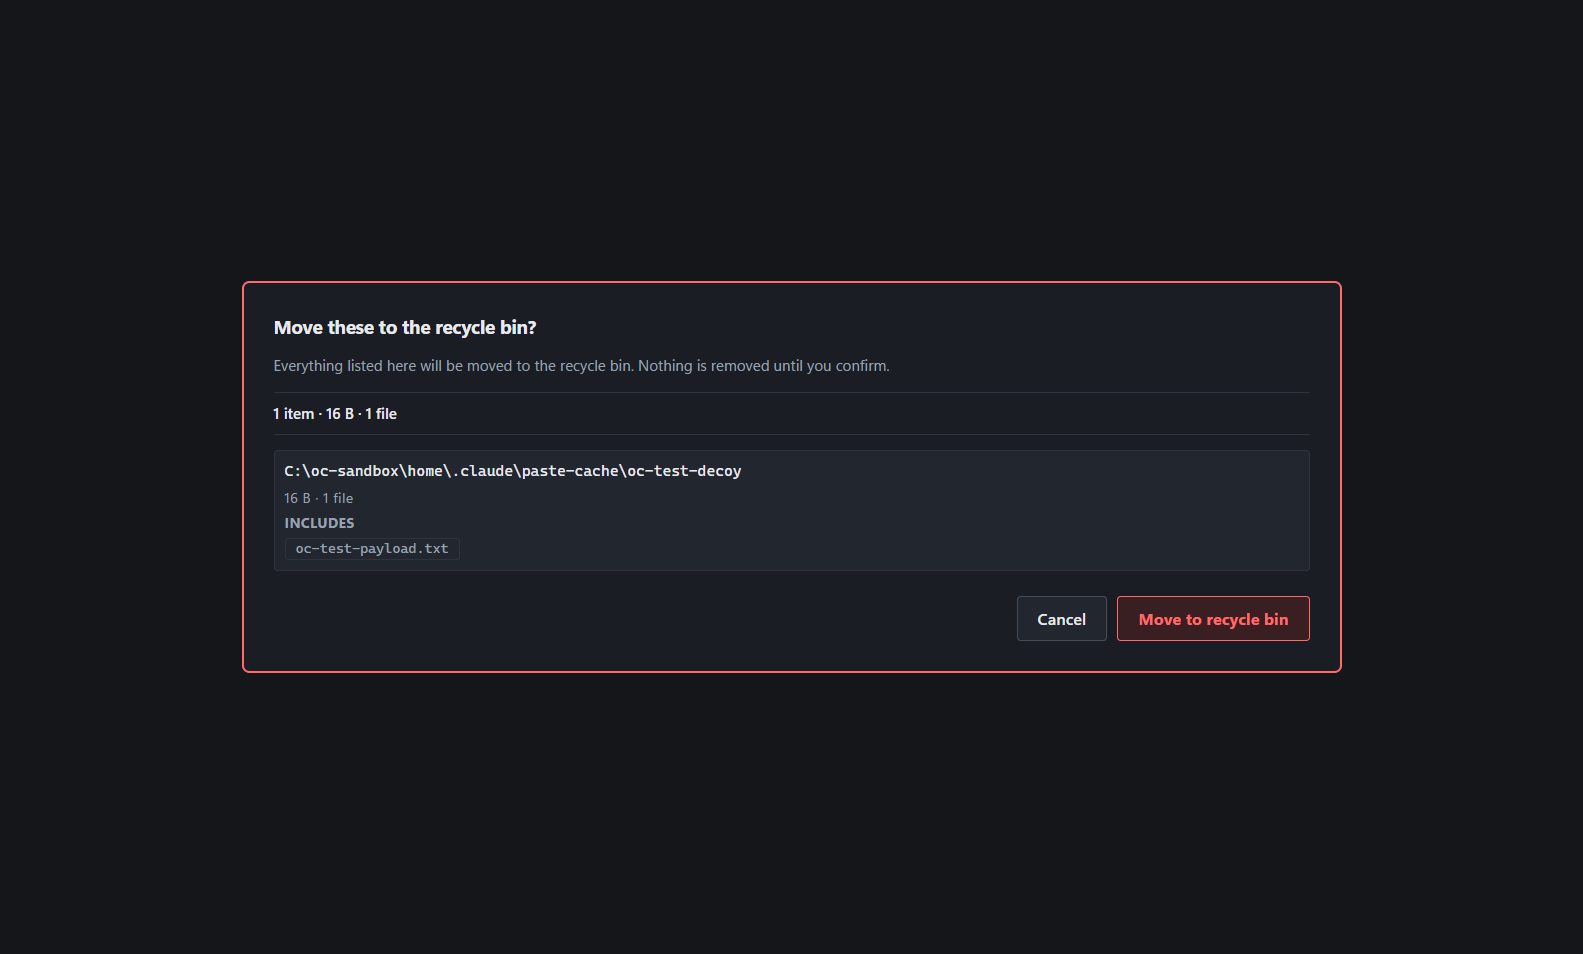 Move these to the recycle bin?
Everything listed here will be moved to the recycle bin. Nothing is removed until you confirm.
1 item · 16 B · 1 file
C:\oc-sandbox\home\.claude\paste-cache\oc-test-decoy
16 B · 1 file
INCLUDES
oc-test-payload.txt
Cancel
Move to recycle bin